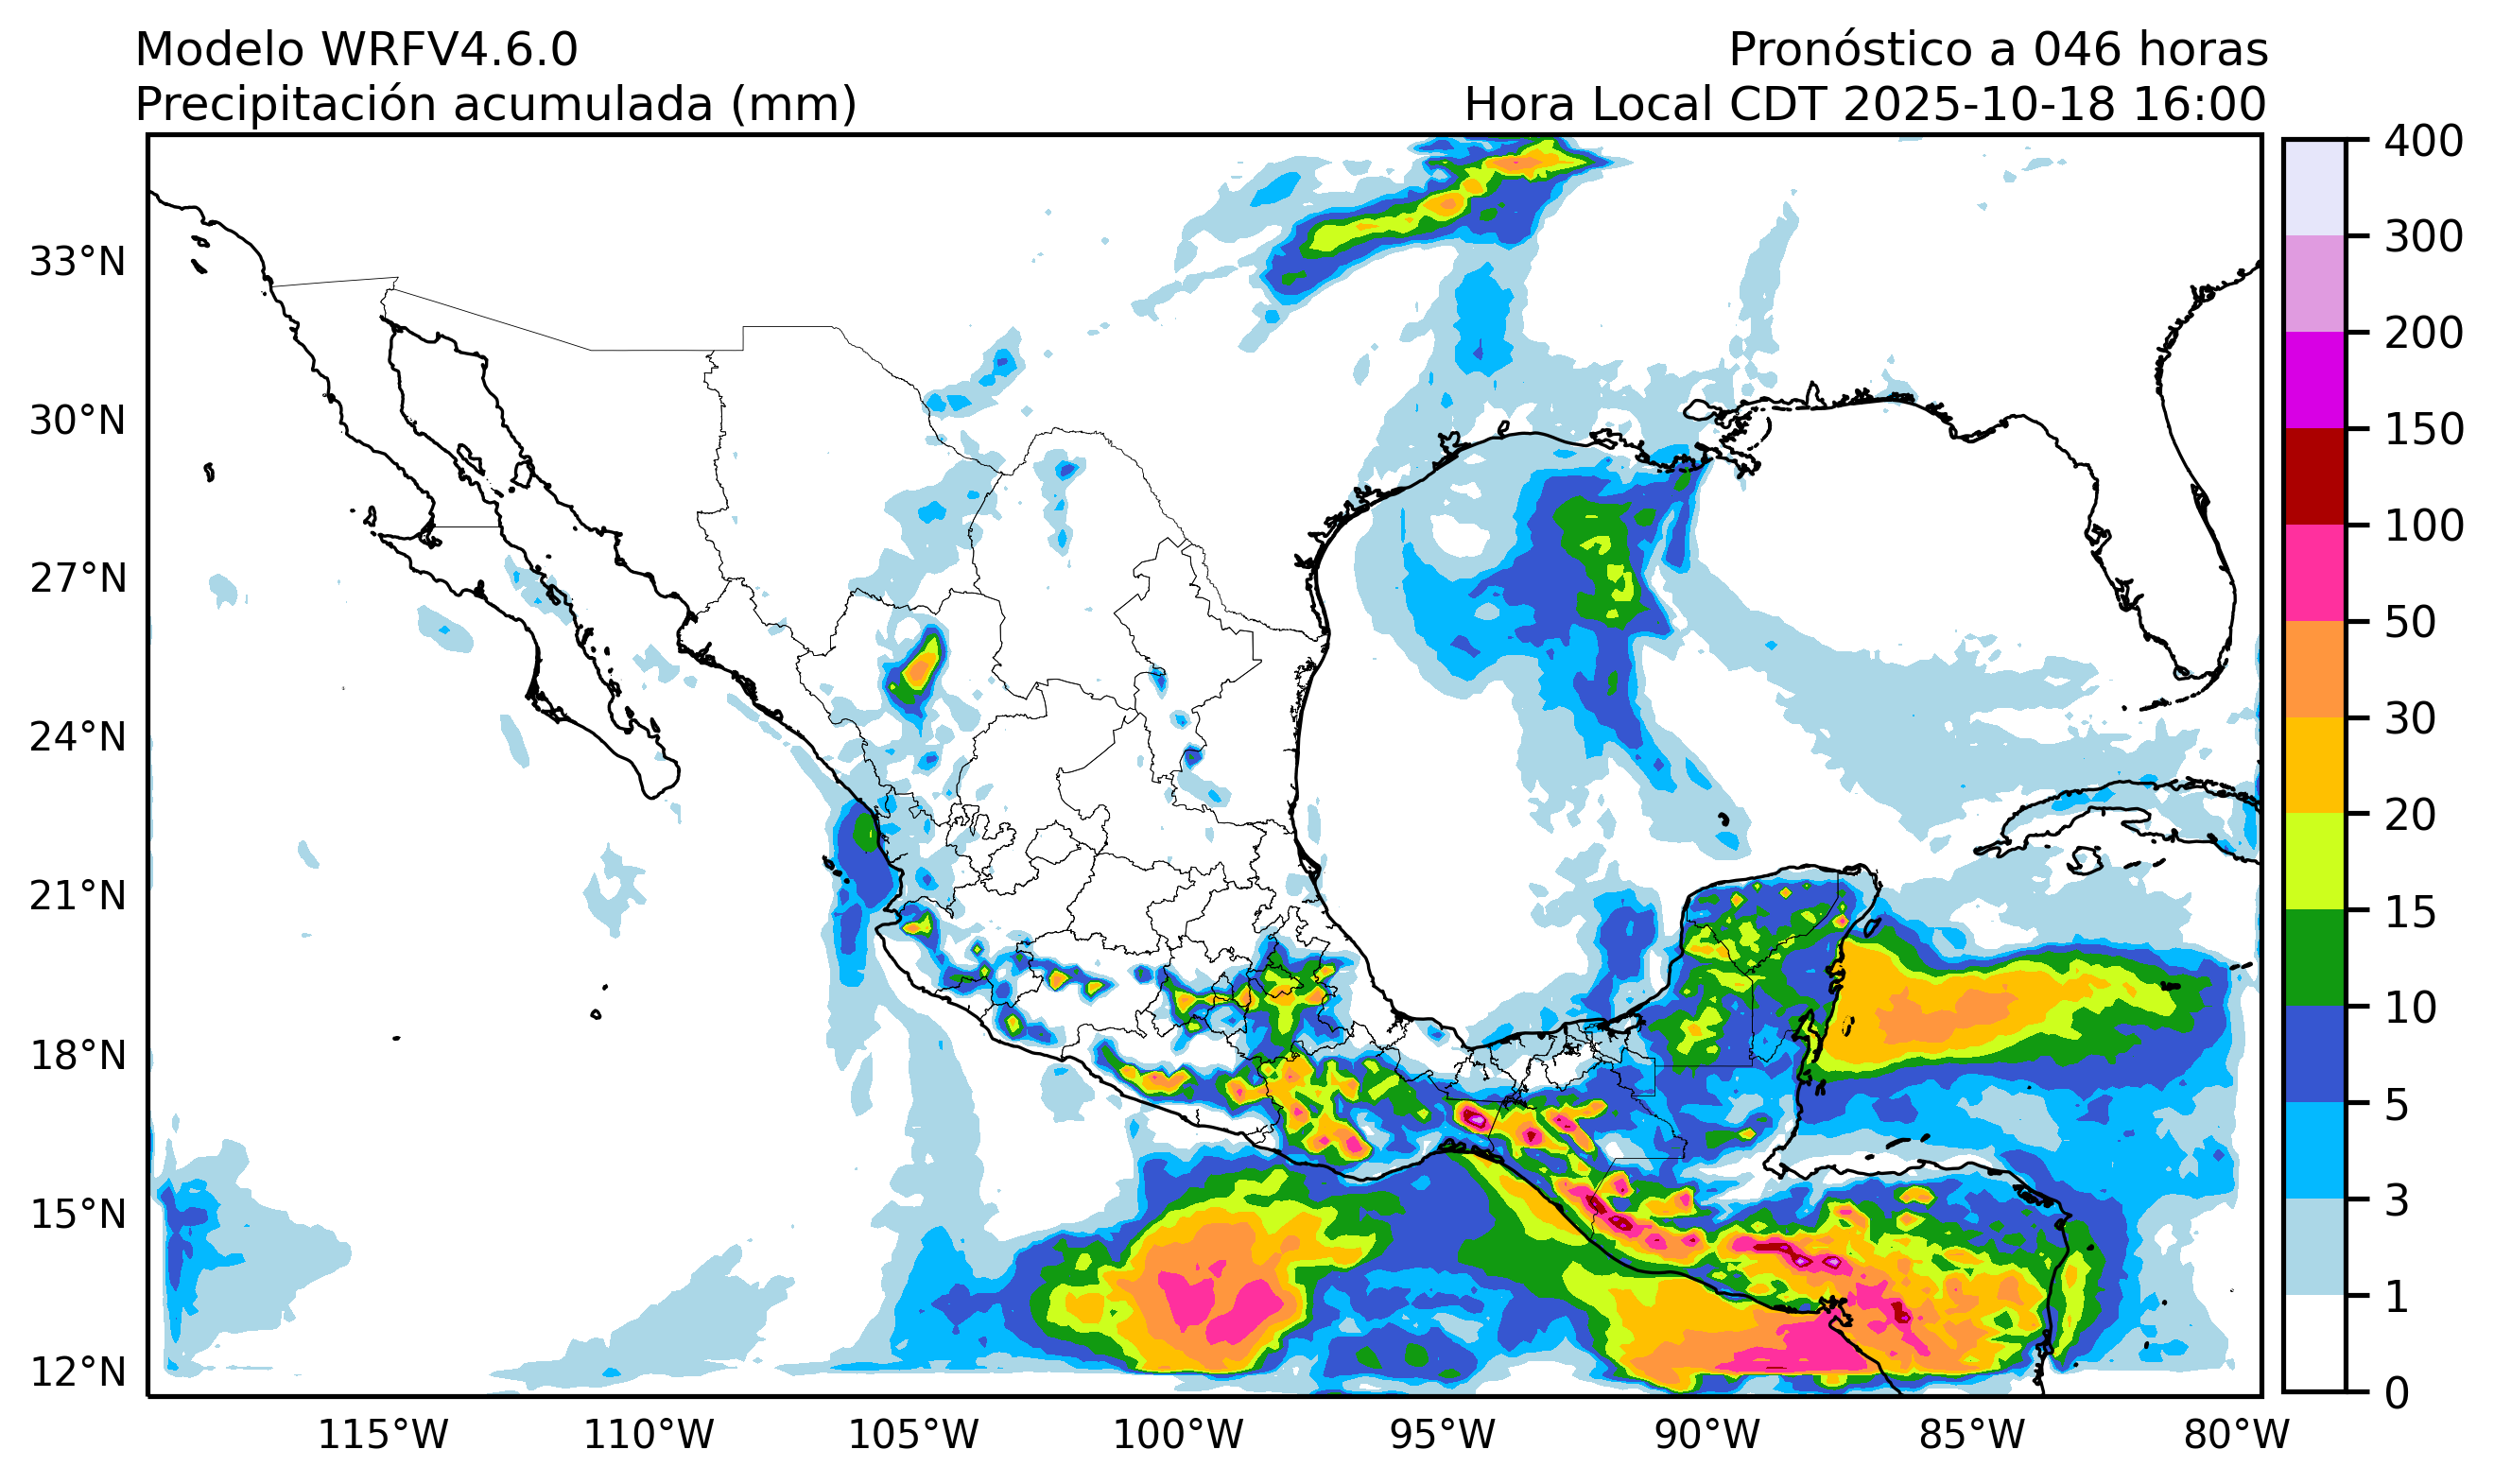 Modelo WRFV4.6.0
Pronóstico a 046 horas
Precipitación acumulada (mm)
Hora Local CDT 2025-10-18 16:00
33°N
30°N
27°N
24°N
21°N
18°N
15°N
12°N
115°W
110°W
105°W
100°W
95°W
90°W
85°W
80°W
400
300
200
150
100
50
30
20
15
10
5
3
1
0